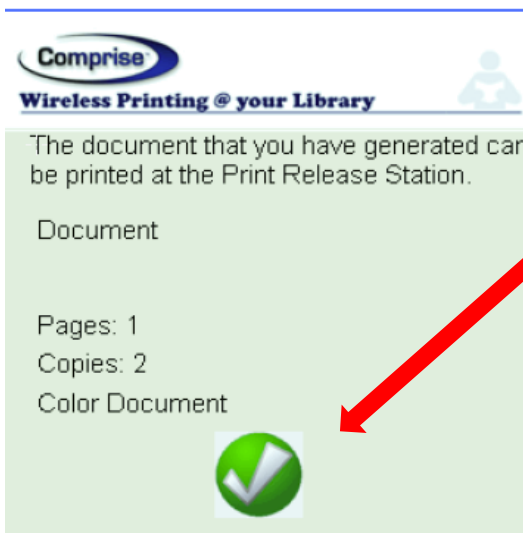 Comprise
Wireless Printing @ your Library
The document that you have generated can
be printed at the Print Release Station.
Document
Pages: 1
Copies: 2
Color Document